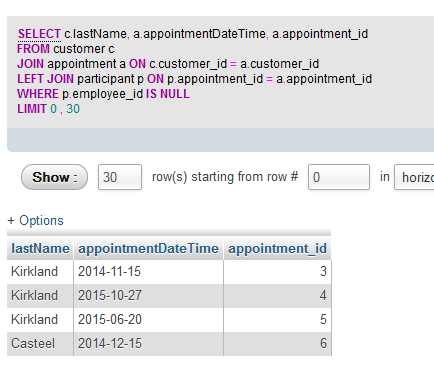 SELECT c.lastName, a.appointmentDateTime, a.appointment_id
FROM customer c
JOIN appointment a ON c.customer_id = a.customer_id
LEFT JOIN participant p ON p.appointment_id = a.appointment_id
WHERE p.employee_id IS NULL
LIMIT 0 , 30
Show : 30 row(s) starting from row # 0 in horizo
+ Options
lastName appointmentDateTime appointment_id
Kirkland 2014-11-15 3
Kirkland 2015-10-27 4
Kirkland 2015-06-20 5
Casteel 2014-12-15 6